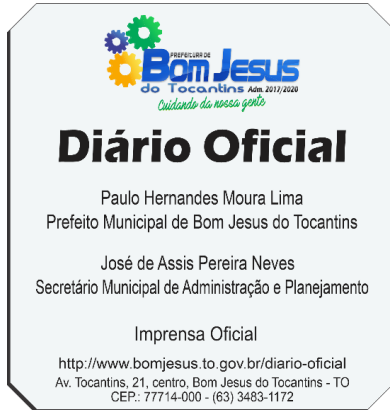 PREFEITURA DE
Bom Jesus
do Tocantins Adm. 2017/2020
Cuidando da nossa gente
Diário Oficial
Paulo Hernandes Moura Lima
Prefeito Municipal de Bom Jesus do Tocantins
José de Assis Pereira Neves
Secretário Municipal de Administração e Planejamento
Imprensa Oficial
http://www.bomjesus.to.gov.br/diario-oficial
Av. Tocantins, 21, centro, Bom Jesus do Tocantins - TO
CEP.: 77714-000 - (63) 3483-1172